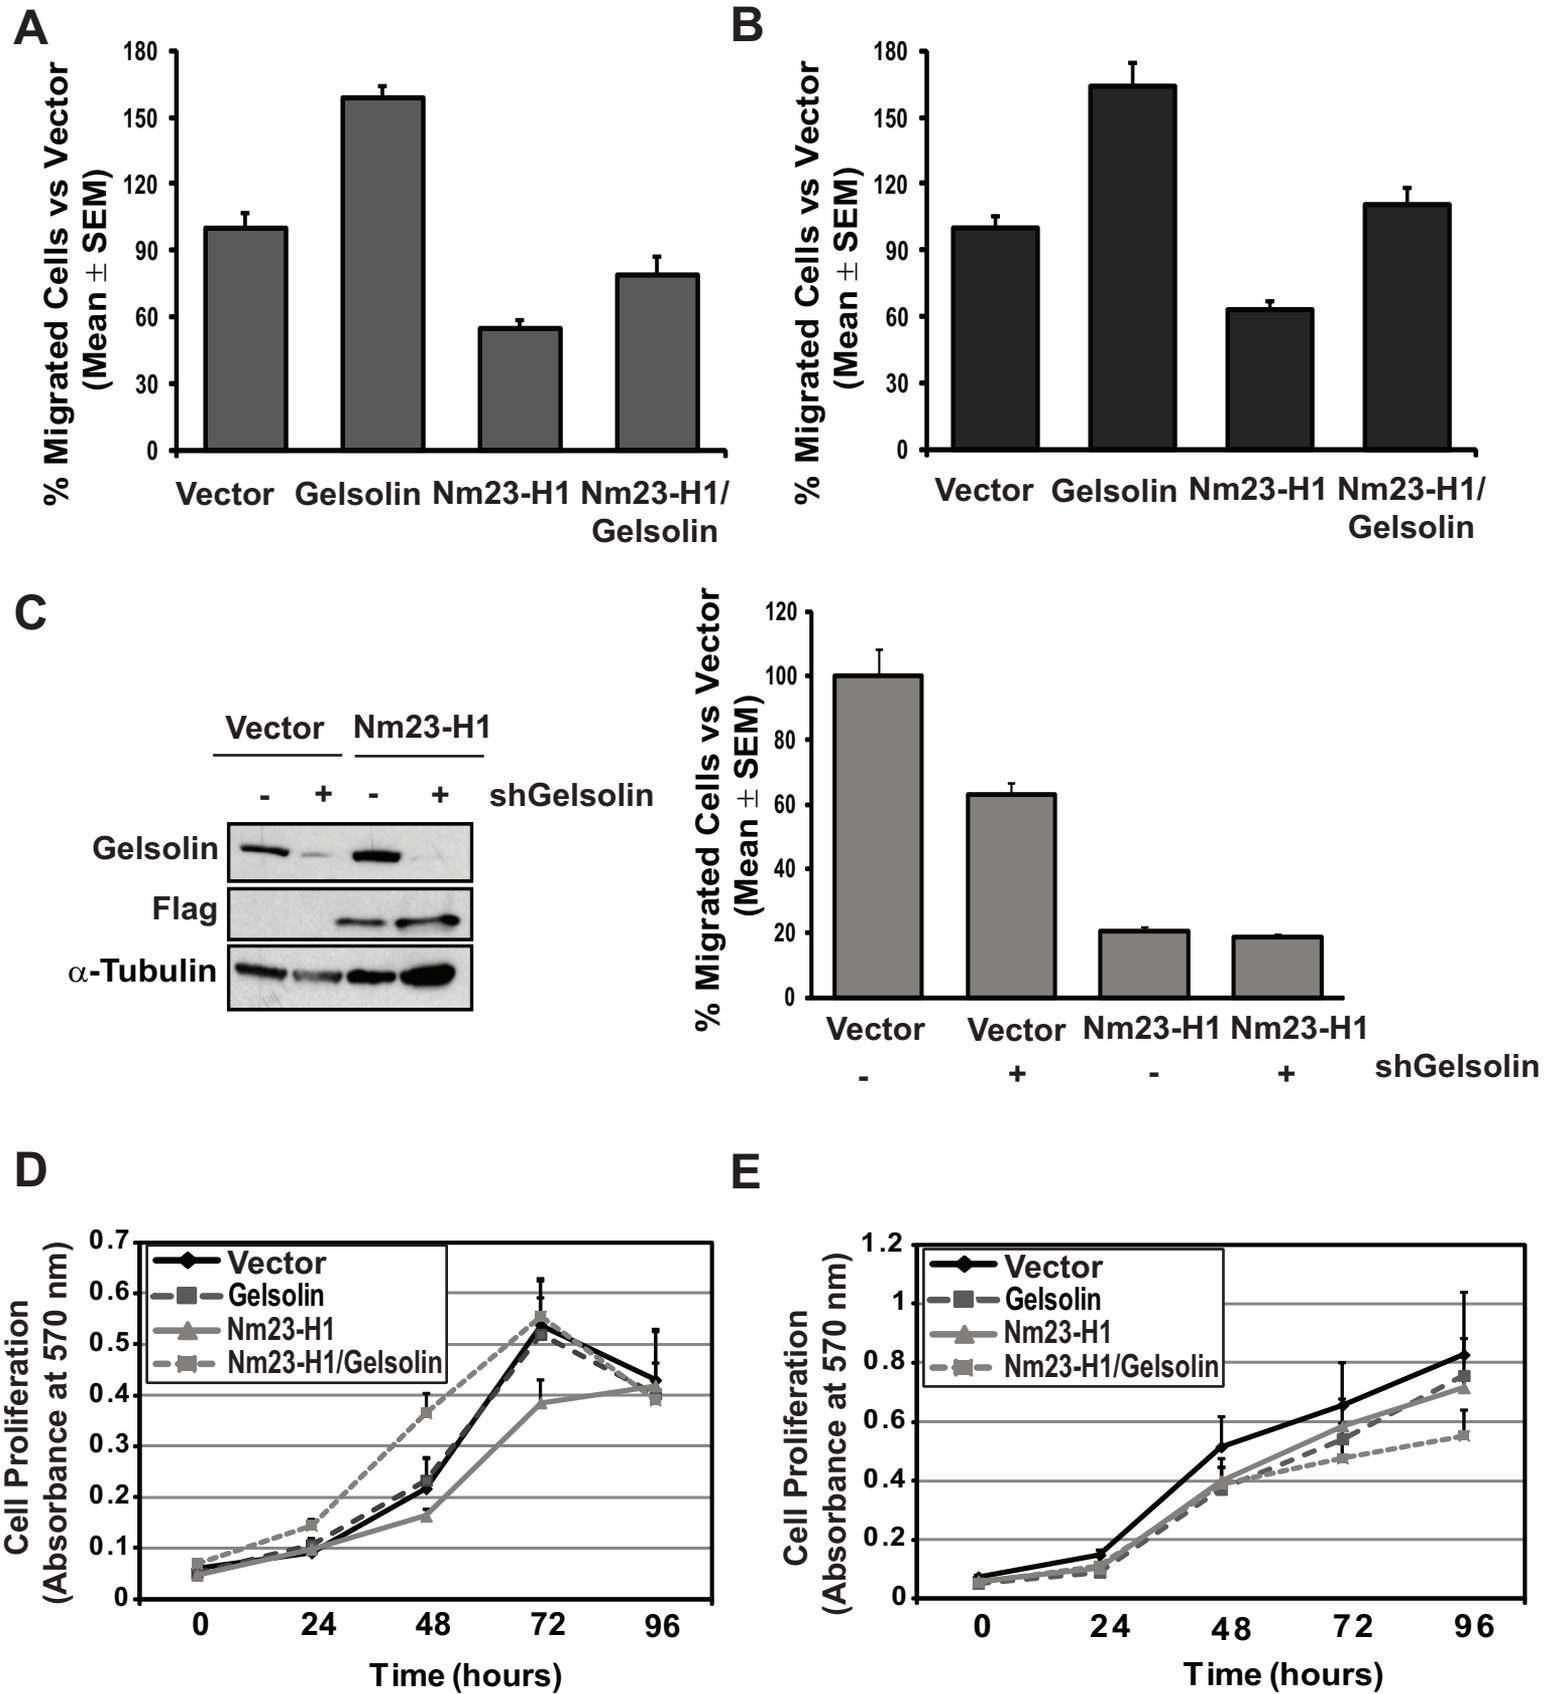 A
% Migrated Cells vs Vector
(Mean ± SEM)
180
150
120
90
60
30
0
Vector Gelsolin Nm23-H1 Nm23-H1/
Gelsolin
B
% Migrated Cells vs Vector
(Mean ± SEM)
180
150
120
90
60
30
0
Vector Gelsolin Nm23-H1 Nm23-H1/
Gelsolin
C
Vector Nm23-H1
- + - + shGelsolin
Gelsolin
Flag
α-Tubulin
% Migrated Cells vs Vector
(Mean ± SEM)
120
100
80
60
40
20
0
Vector Vector Nm23-H1 Nm23-H1
- + - + shGelsolin
D
Cell Proliferation
(Absorbance at 570 nm)
0.7
0.6
0.5
0.4
0.3
0.2
0.1
0
Vector
Gelsolin
Nm23-H1
Nm23-H1/Gelsolin
0 24 48 72 96
Time (hours)
E
Cell Proliferation
(Absorbance at 570 nm)
1.2
1
0.8
0.6
0.4
0.2
0
Vector
Gelsolin
Nm23-H1
Nm23-H1/Gelsolin
0 24 48 72 96
Time (hours)